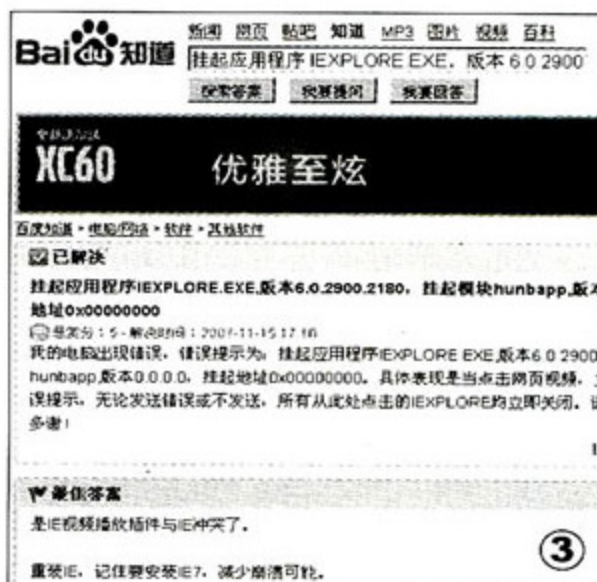 Baidu知道
新闻 网页 贴吧 知道 MP3 图片 视频 百科
挂起应用程序 IEXPLORE EXE，版本 6 0 2900
搜索答案 我要提问 我要回答
XC60 优雅至炫
百度知道 > 电脑/网络 > 软件 > 其他软件
已解决
挂起应用程序IEXPLORE.EXE,版本6.0.2900.2180，挂起模块hunbapp,版本
地址0x00000000
悬赏分：5 - 解决时间：
我的电脑出现错误，错误提示为：挂起应用程序IEXPLORE EXE,版本6 0 2900
hunbapp,版本0.0.0.0，挂起地址0x00000000。具体表现是当点击网页视频，
误提示，无论发送错误或不发送，所有从此处点击的IEXPLORE均立即关闭。
多谢！
最佳答案
是IE视频播放插件与IE冲突了。
重装IE，记住要安装IE7，减少崩溃可能。
③